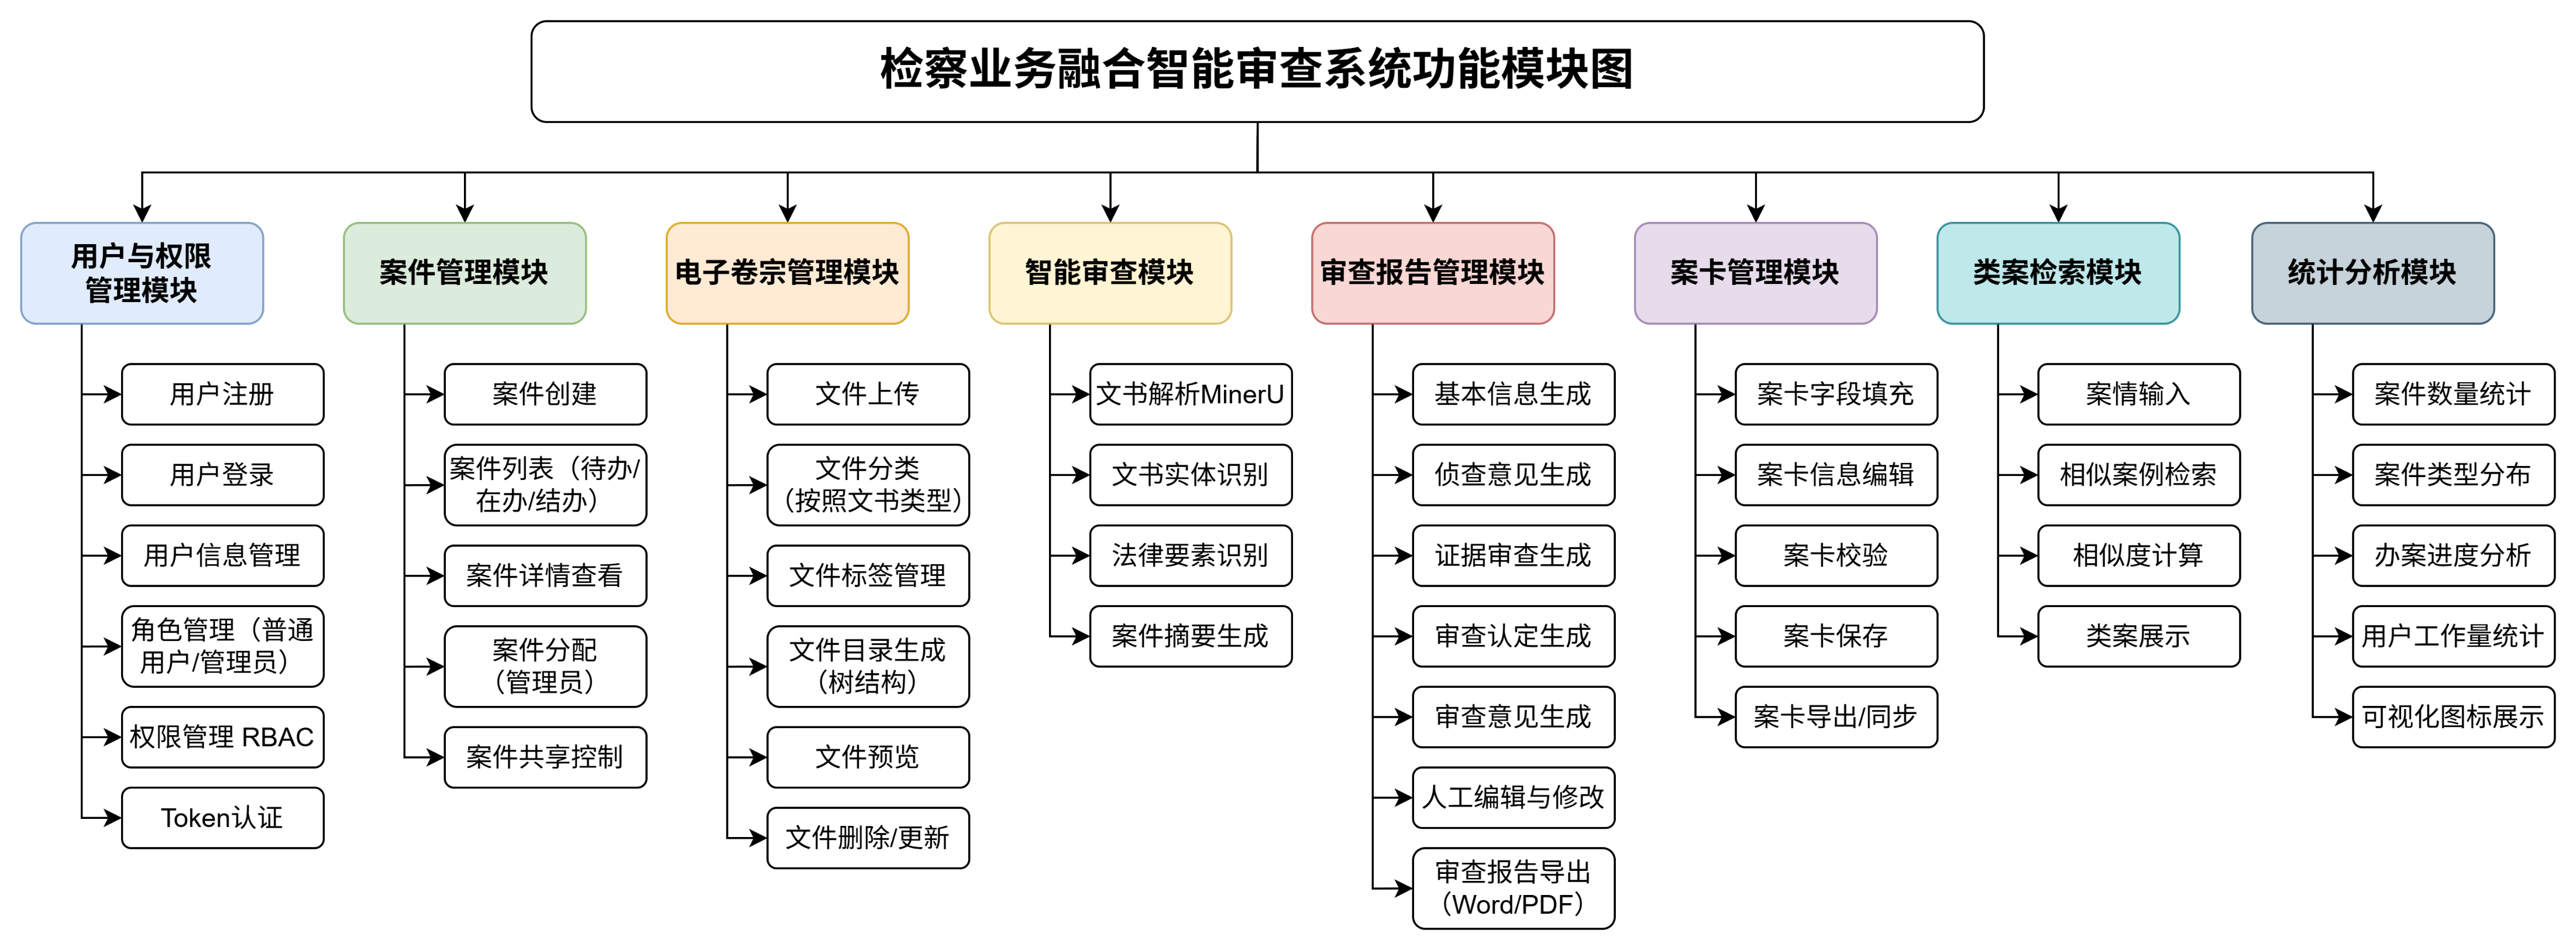 检察业务融合智能审查系统功能模块图
用户与权限
管理模块
案件管理模块
电子卷宗管理模块
智能审查模块
审查报告管理模块
案卡管理模块
类案检索模块
统计分析模块
用户注册
用户登录
用户信息管理
角色管理（普通
用户/管理员）
权限管理 RBAC
Token认证
案件创建
案件列表（待办/
在办/结办）
案件详情查看
案件分配
（管理员）
案件共享控制
文件上传
文件分类
（按照文书类型）
文件标签管理
文件目录生成
（树结构）
文件预览
文件删除/更新
文书解析MinerU
文书实体识别
法律要素识别
案件摘要生成
基本信息生成
侦查意见生成
证据审查生成
审查认定生成
审查意见生成
人工编辑与修改
审查报告导出
（Word/PDF）
案卡字段填充
案卡信息编辑
案卡校验
案卡保存
案卡导出/同步
案情输入
相似案例检索
相似度计算
类案展示
案件数量统计
案件类型分布
办案进度分析
用户工作量统计
可视化图标展示